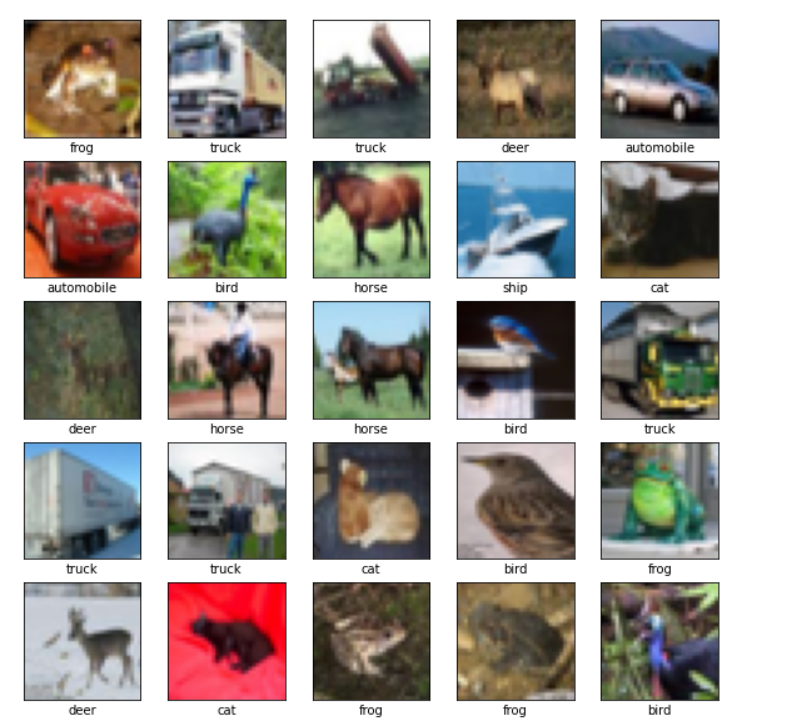 frog truck truck deer automobile
automobile bird horse ship cat
deer horse horse bird truck
truck truck cat bird frog
deer cat frog frog bird